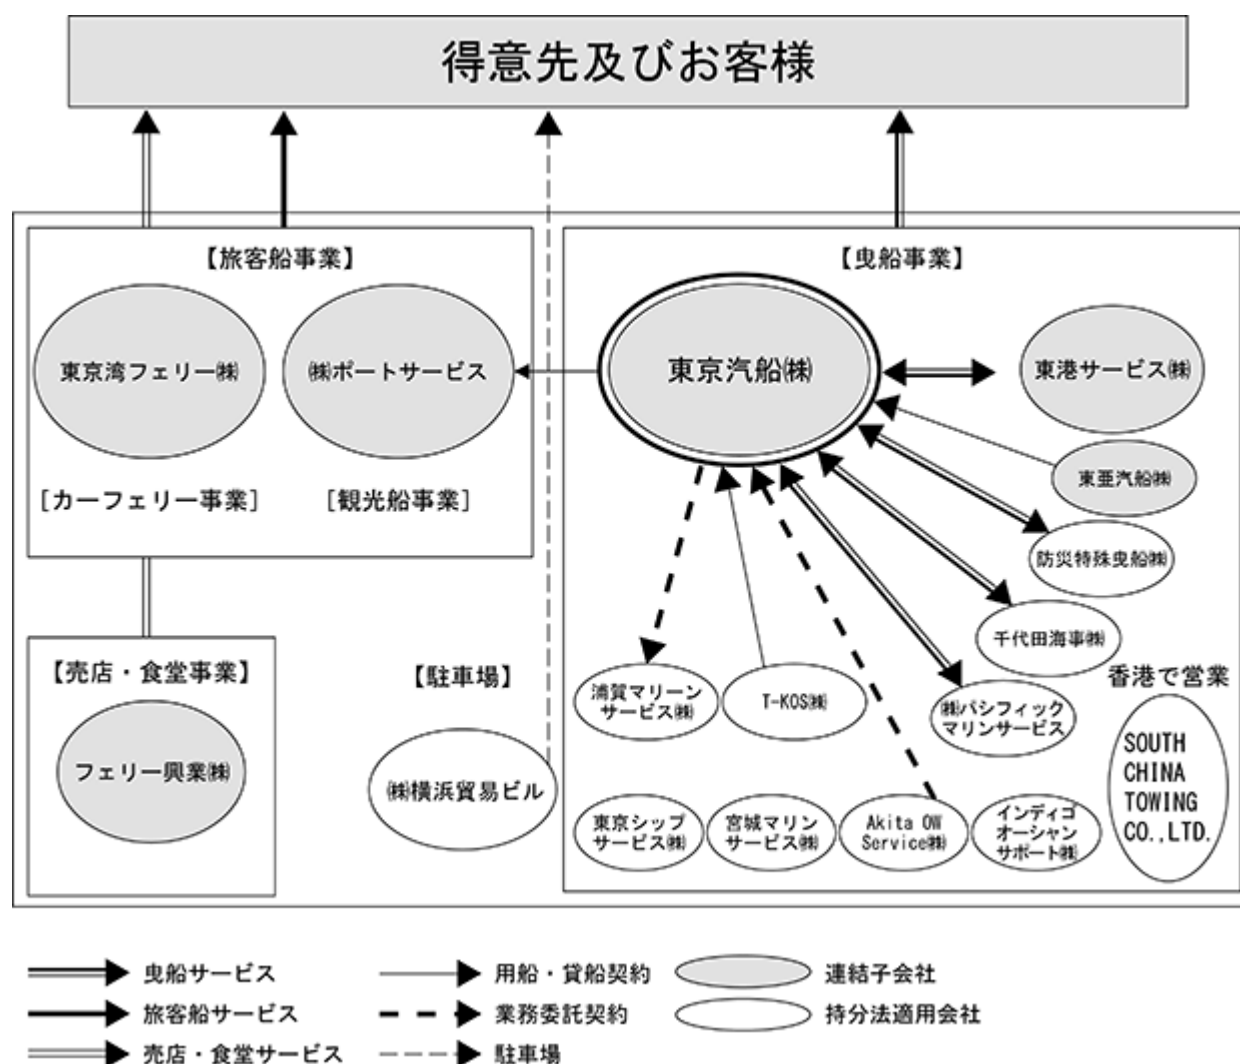 得意先及びお客様
【旅客船事業】
東京湾フェリー㈱
㈱ポートサービス
[カーフェリー事業]
[観光船事業]
【売店・食堂事業】
フェリー興業㈱
【駐車場】
㈱横浜貿易ビル
【曳船事業】
東京汽船㈱
東港サービス㈱
東亜汽船㈱
防災特殊曳船㈱
千代田海事㈱
㈱パシフィック
マリンサービス
浦賀マリーン
サービス㈱
T-KOS㈱
香港で営業
SOUTH
CHINA
TOWING
CO.,LTD.
東京シップ
サービス㈱
宮城マリン
サービス㈱
Akita OW
Service㈱
インディゴ
オーシャン
サポート㈱
曳船サービス
旅客船サービス
売店・食堂サービス
用船・貸船契約
業務委託契約
駐車場
連結子会社
持分法適用会社